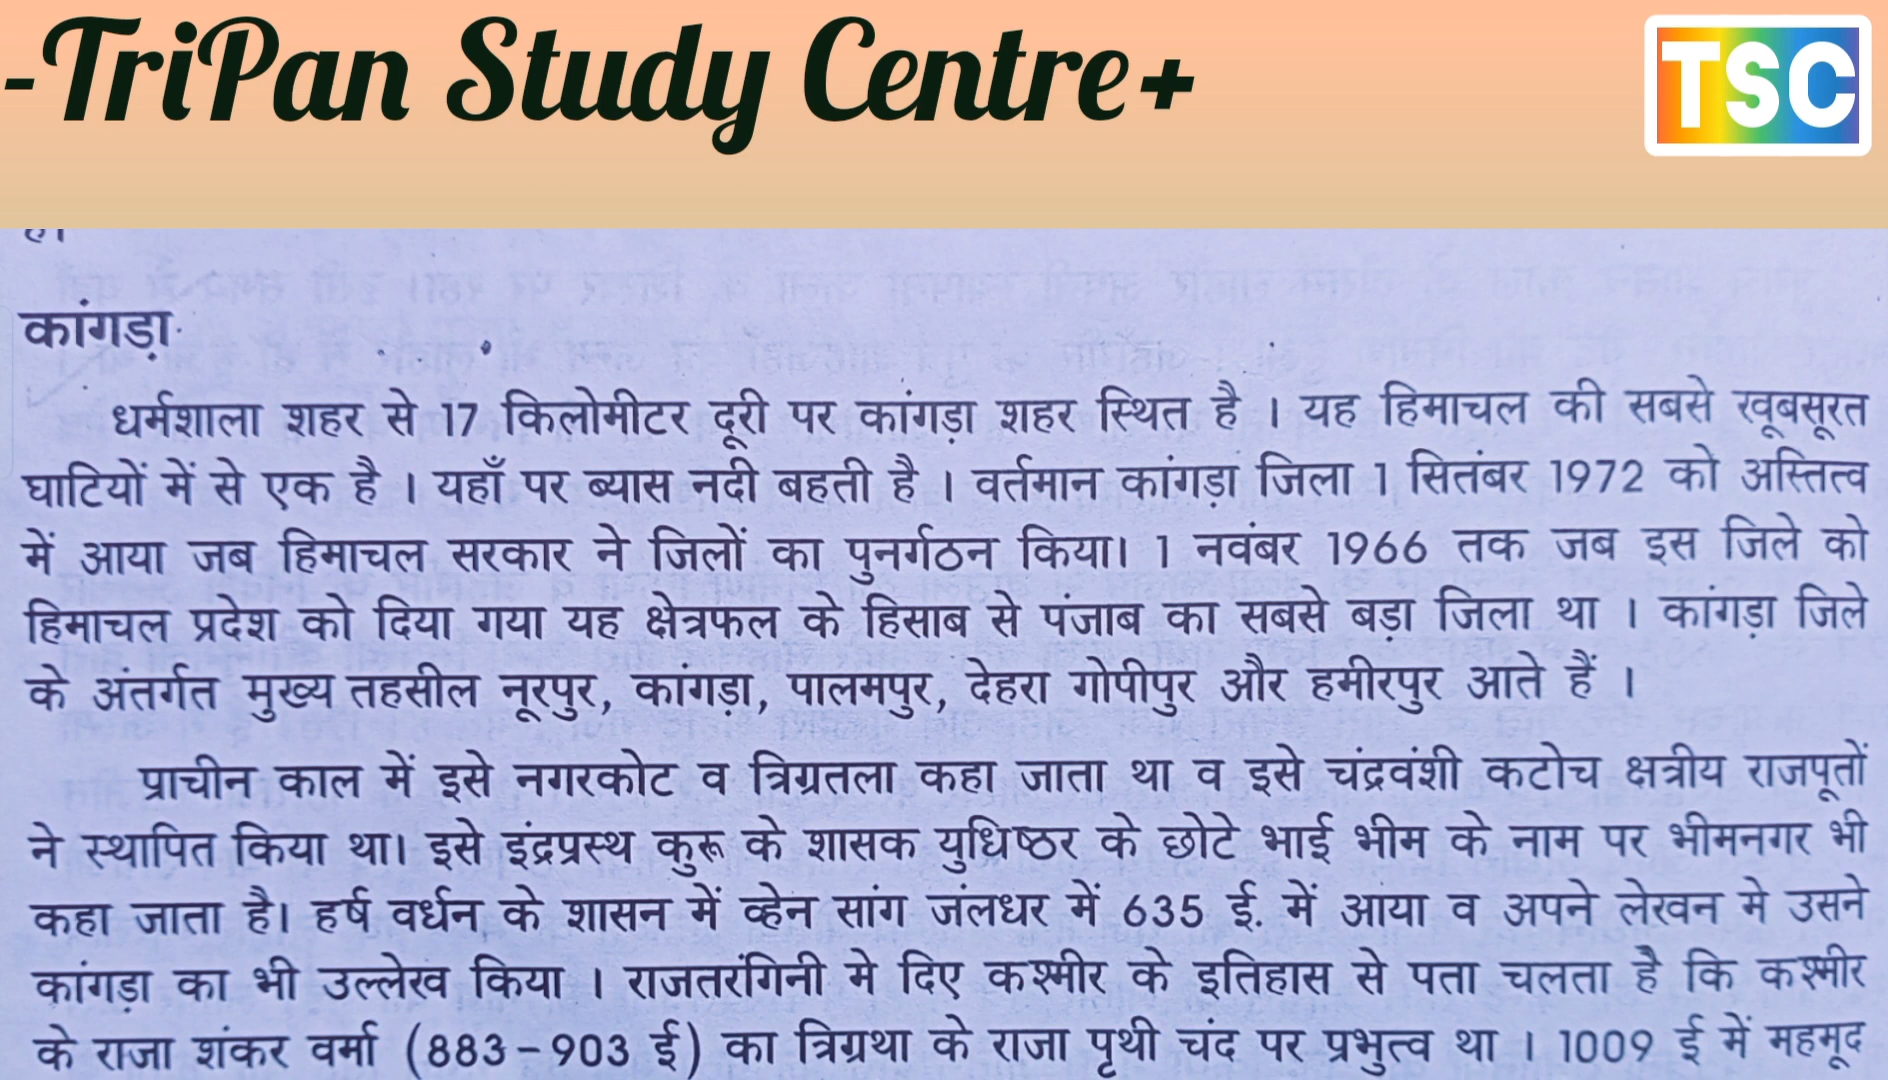 -TriPan Study Centre+
TSC
कांगड़ा
धर्मशाला शहर से 17 किलोमीटर दूरी पर कांगड़ा शहर स्थित है । यह हिमाचल की सबसे खूबसूरत
घाटियों में से एक है । यहाँ पर ब्यास नदी बहती है । वर्तमान कांगड़ा जिला 1 सितंबर 1972 को अस्तित्व
में आया जब हिमाचल सरकार ने जिलों का पुनर्गठन किया। 1 नवंबर 1966 तक जब इस जिले को
हिमाचल प्रदेश को दिया गया यह क्षेत्रफल के हिसाब से पंजाब का सबसे बड़ा जिला था । कांगड़ा जिले
के अंतर्गत मुख्य तहसील नूरपुर, कांगड़ा, पालमपुर, देहरा गोपीपुर और हमीरपुर आते हैं ।
प्राचीन काल में इसे नगरकोट व त्रिग्रतला कहा जाता था व इसे चंद्रवंशी कटोच क्षत्रीय राजपूतों
ने स्थापित किया था। इसे इंद्रप्रस्थ कुरू के शासक युधिष्ठर के छोटे भाई भीम के नाम पर भीमनगर भी
कहा जाता है। हर्ष वर्धन के शासन में व्हेन सांग जंलधर में 635 ई. में आया व अपने लेखन मे उसने
कांगड़ा का भी उल्लेख किया । राजतरंगिनी मे दिए कश्मीर के इतिहास से पता चलता है कि कश्मीर
के राजा शंकर वर्मा (883-903 ई) का त्रिग्रथा के राजा पृथी चंद पर प्रभुत्व था । 1009 ई में महमूद